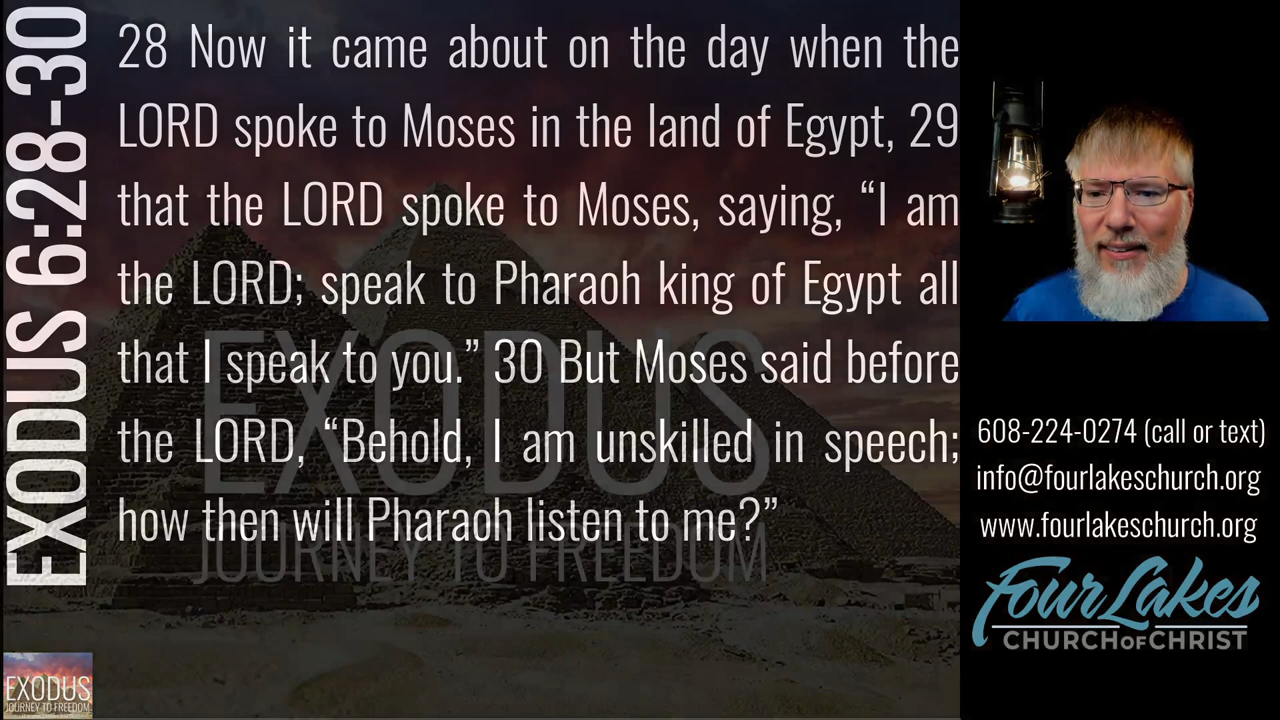 EXODUS 6:28-30
28 Now it came about on the day when the
LORD spoke to Moses in the land of Egypt, 29
that the LORD spoke to Moses, saying, “I am
the LORD; speak to Pharaoh king of Egypt all
that I speak to you.” 30 But Moses said before
the LORD, “Behold, I am unskilled in speech;
how then will Pharaoh listen to me?”
EXODUS
JOURNEY TO FREEDOM
EXODUS
JOURNEY TO FREEDOM
608-224-0274 (call or text)
info@fourlakeschurch.org
www.fourlakeschurch.org
Four Lakes
CHURCH OF CHRIST